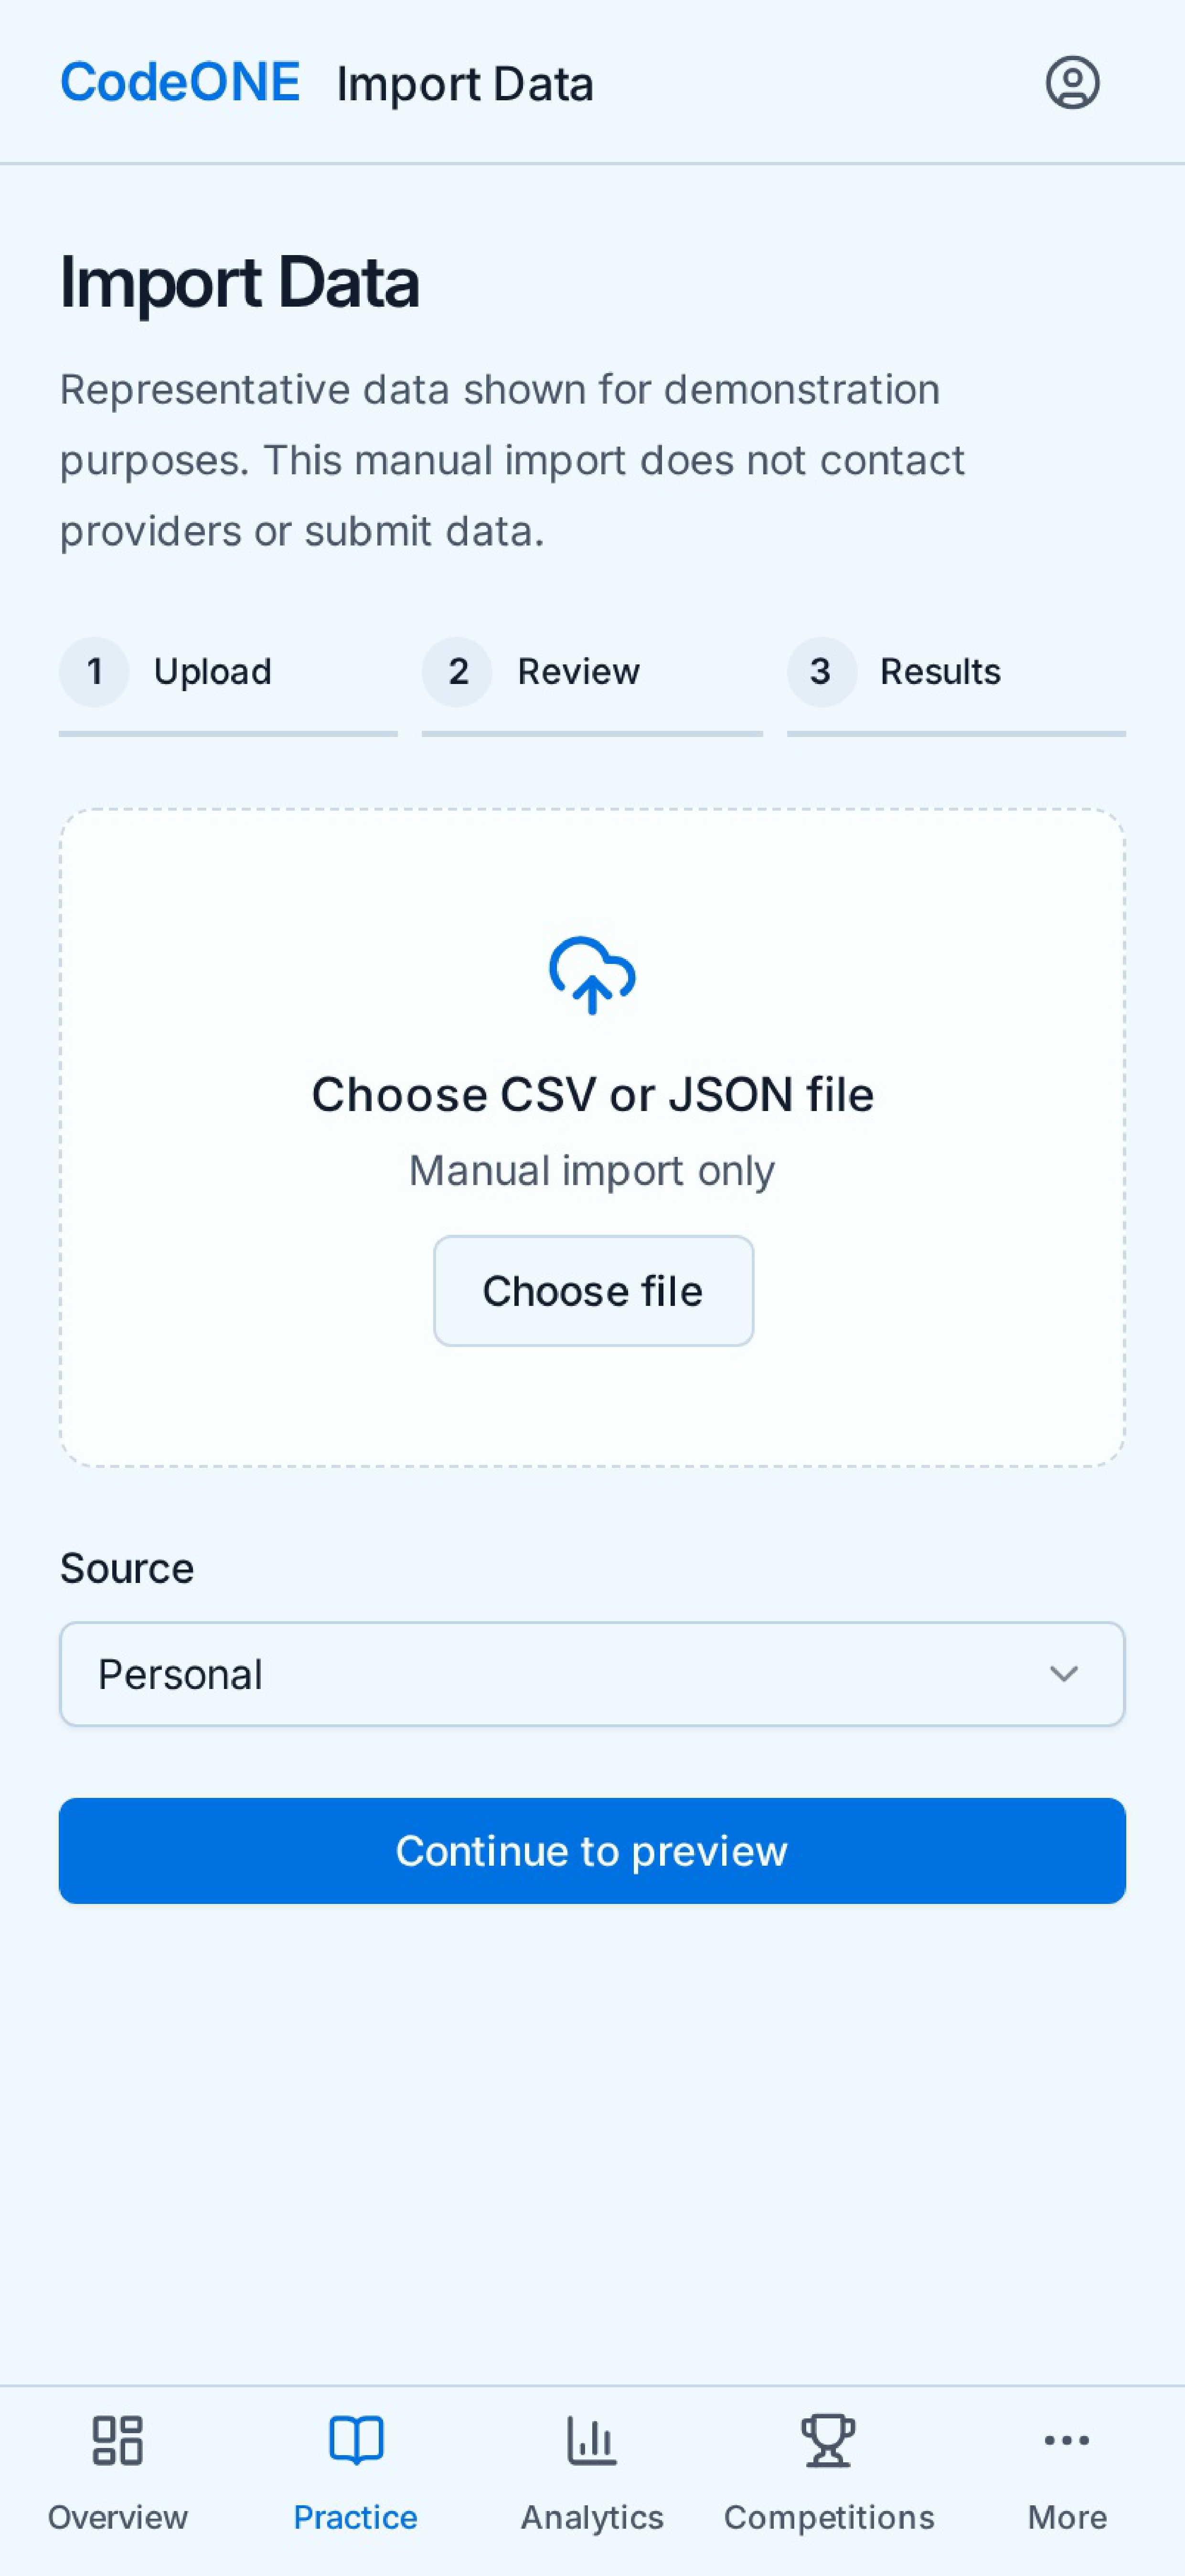 CodeONE Import Data
Import Data
Representative data shown for demonstration
purposes. This manual import does not contact
providers or submit data.
1 Upload 2 Review 3 Results
Choose CSV or JSON file
Manual import only
Choose file
Source
Personal
Continue to preview
Overview Practice Analytics Competitions More